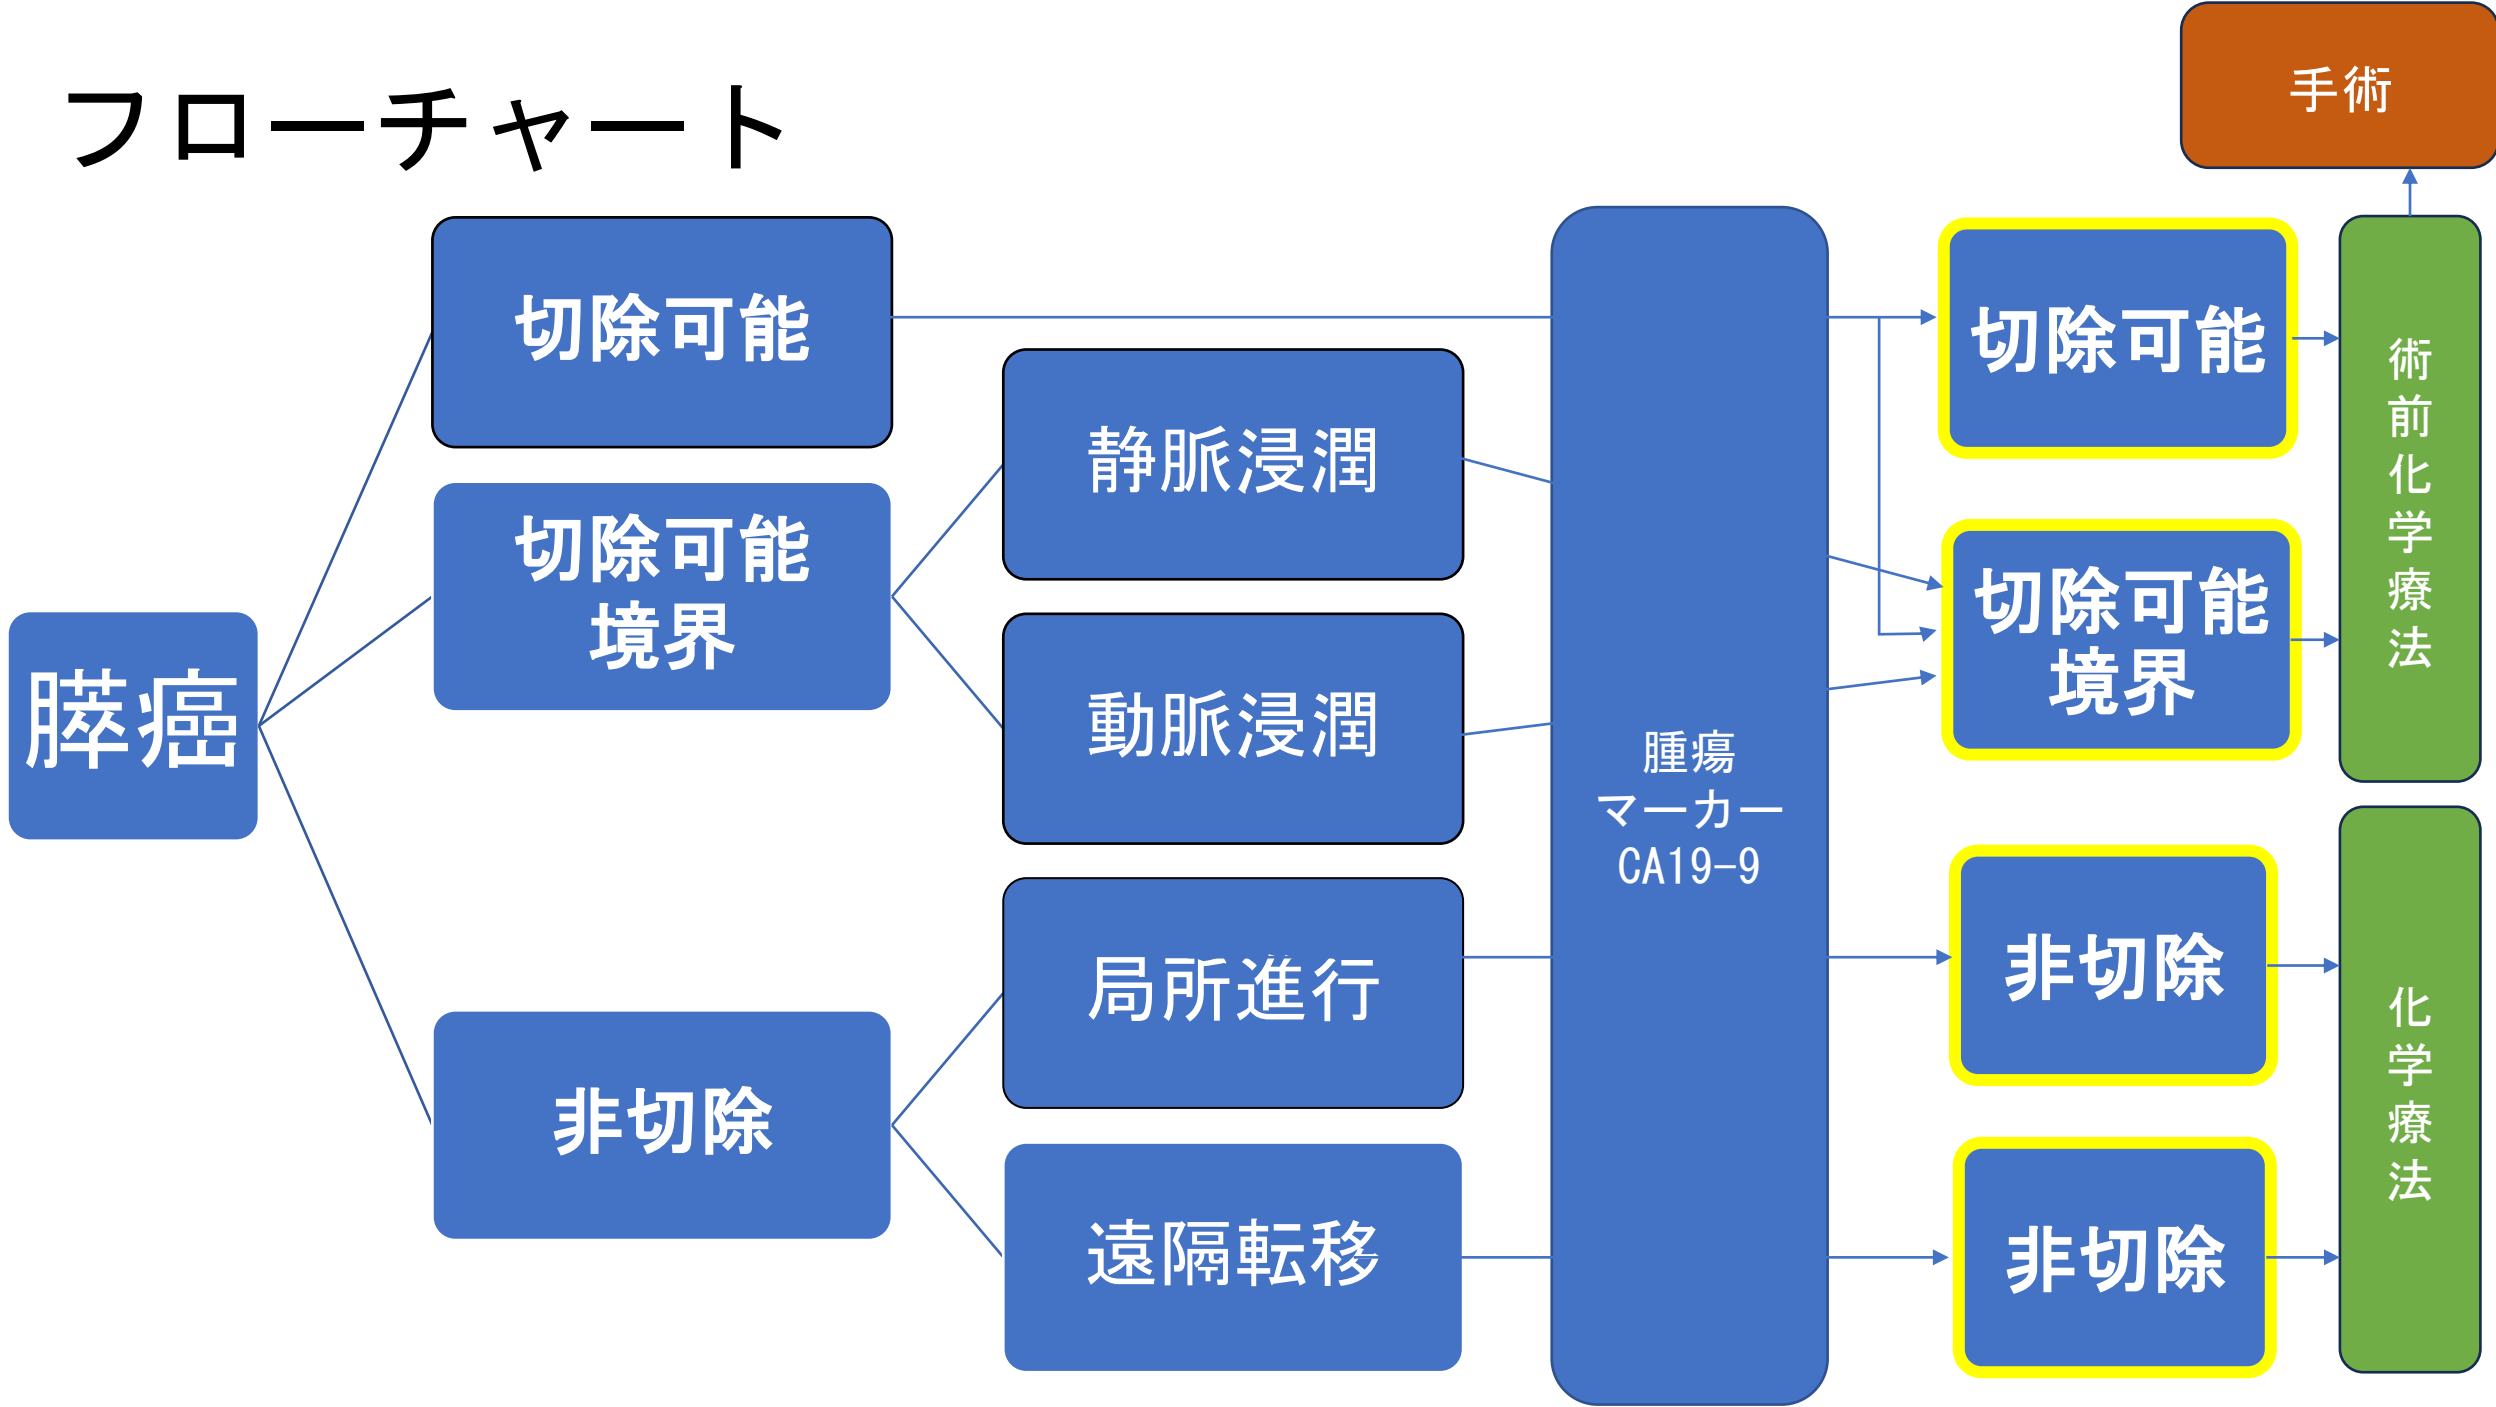 フローチャート
手術
膵癌
切除可能
切除可能
境界
非切除
静脈浸潤
動脈浸潤
局所進行
遠隔転移
腫瘍
マーカー
CA19-9
切除可能
切除可能
境界
非切除
非切除
術前化学療法
化学療法